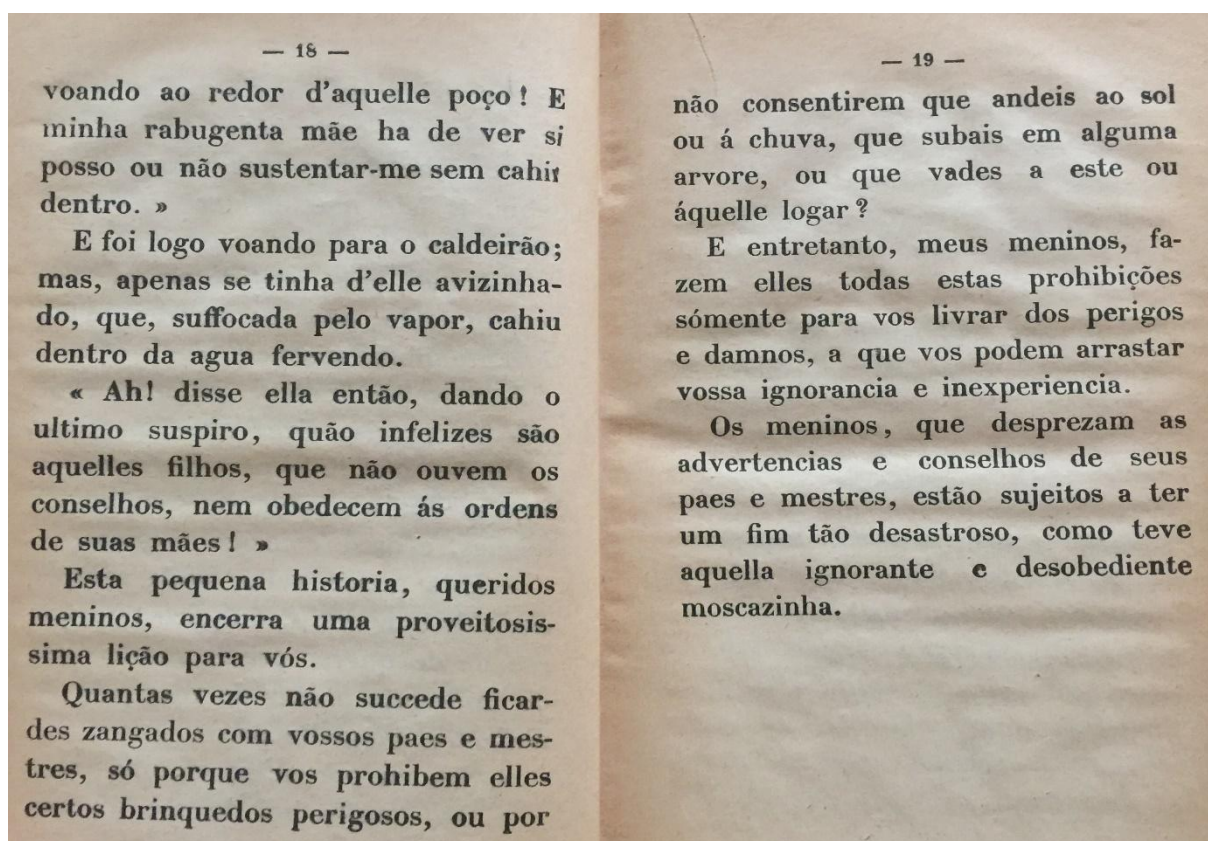 — 18 —
voando ao redor d'aquelle poço ! E
minha rabugenta mãe ha de ver si
posso ou não sustentar-me sem cahir
dentro. »
E foi logo voando para o caldeirão;
mas, apenas se tinha d'elle avizinha-
do, que, suffocada pelo vapor, cahiu
dentro da agua fervendo.
« Ah! disse ella então, dando o
ultimo suspiro, quão infelizes são
aquelles filhos, que não ouvem os
conselhos, nem obedecem ás ordens
de suas mães ! »
Esta pequena historia, queridos
meninos, encerra uma proveitosis-
sima lição para vós.
Quantas vezes não succede ficar-
des zangados com vossos paes e mes-
tres, só porque vos prohibem elles
certos brinquedos perigosos, ou por
— 19 —
não consentirem que andeis ao sol
ou á chuva, que subais em alguma
arvore, ou que vades a este ou
áquelle logar ?
E entretanto, meus meninos, fa-
zem elles todas estas prohibições
sómente para vos livrar dos perigos
e damnos, a que vos podem arrastar
vossa ignorancia e inexperiencia.
Os meninos, que desprezam as
advertencias e conselhos de seus
paes e mestres, estão sujeitos a ter
um fim tão desastroso, como teve
aquella ignorante e desobediente
moscazinha.